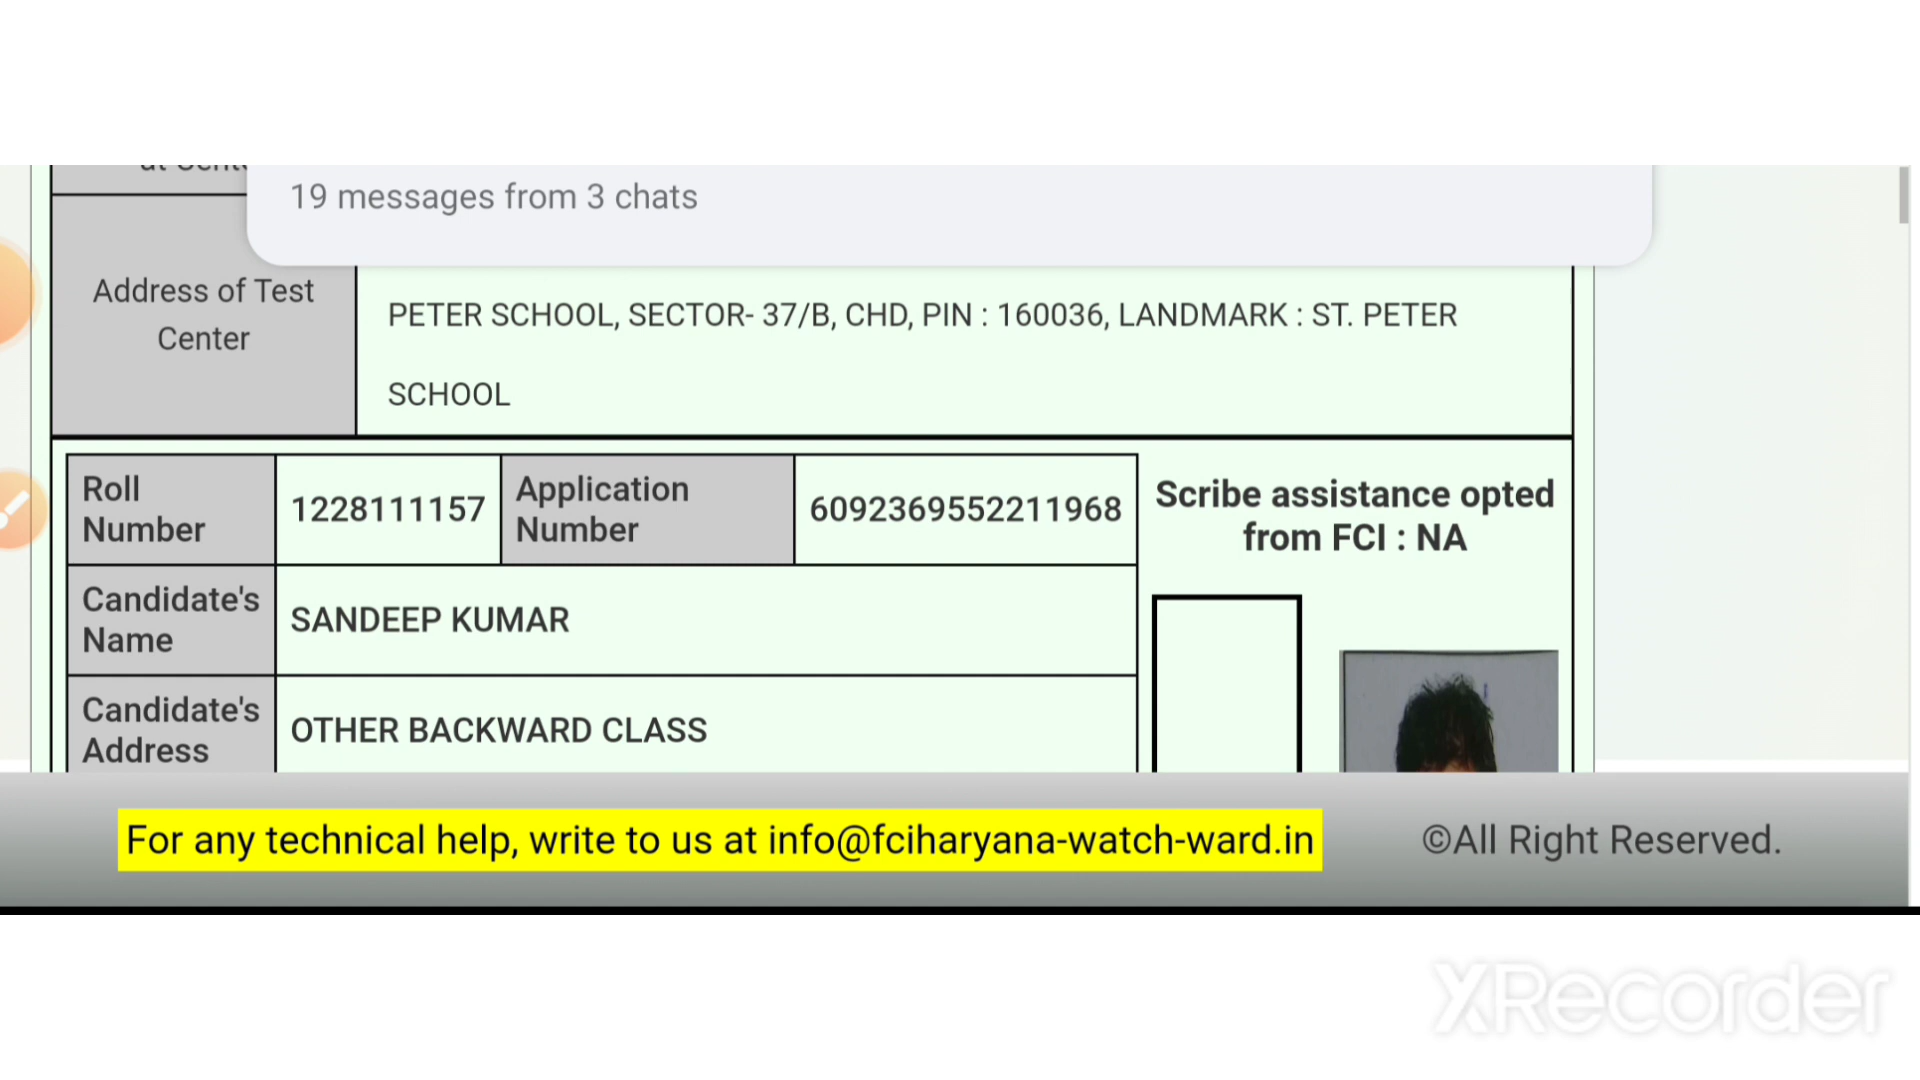 19 messages from 3 chats
Address of Test
Center
PETER SCHOOL, SECTOR- 37/B, CHD, PIN : 160036, LANDMARK : ST. PETER
SCHOOL
Roll
Number
1228111157
Application
Number
6092369552211968
Scribe assistance opted
from FCI : NA
Candidate's
Name
SANDEEP KUMAR
Candidate's
Address
OTHER BACKWARD CLASS
For any technical help, write to us at info@fciharyana-watch-ward.in
©All Right Reserved.
XRecorder